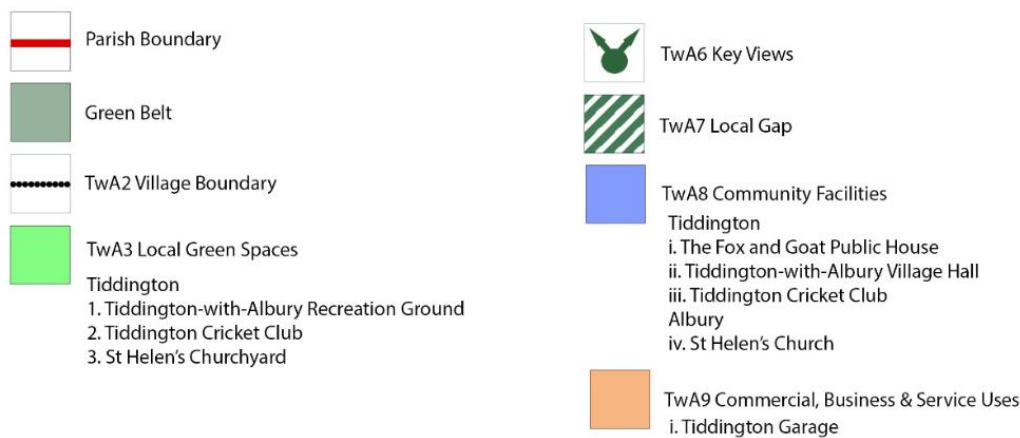 Parish Boundary
Green Belt
TwA2 Village Boundary
TwA3 Local Green Spaces
Tiddington
1. Tiddington-with-Albury Recreation Ground
2. Tiddington Cricket Club
3. St Helen's Churchyard
TwA6 Key Views
TwA7 Local Gap
TwA8 Community Facilities
Tiddington
i. The Fox and Goat Public House
ii. Tiddington-with-Albury Village Hall
iii. Tiddington Cricket Club
Albury
iv. St Helen's Church
TwA9 Commercial, Business & Service Uses
i. Tiddington Garage